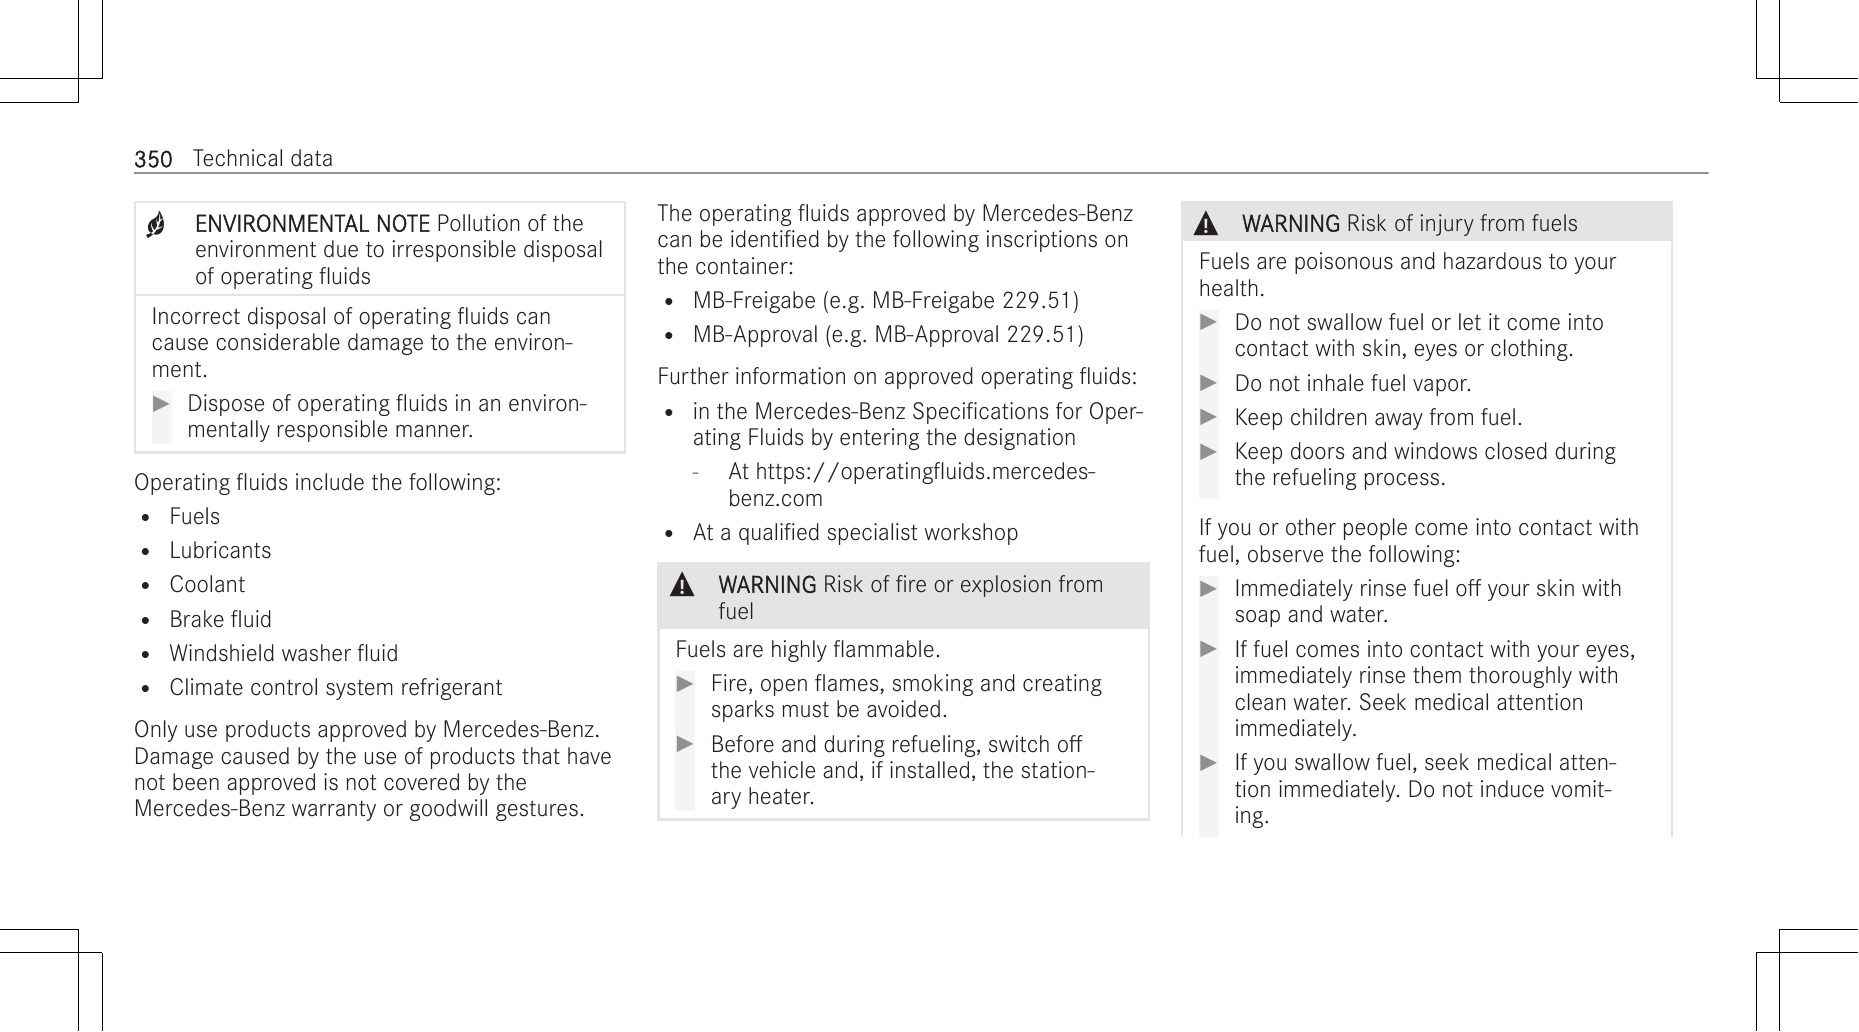 350 Technical data
ENVIRONMENTAL NOTE Pollution of the
environment due to irresponsible disposal
of operating fluids
Incorrect disposal of operating fluids can
cause considerable damage to the environ-
ment.
▶ Dispose of operating fluids in an environ-
mentally responsible manner.
Operating fluids include the following:
• Fuels
• Lubricants
• Coolant
• Brake fluid
• Windshield washer fluid
• Climate control system refrigerant
Only use products approved by Mercedes-Benz.
Damage caused by the use of products that have
not been approved is not covered by the
Mercedes-Benz warranty or goodwill gestures.
The operating fluids approved by Mercedes-Benz
can be identified by the following inscriptions on
the container:
• MB-Freigabe (e.g. MB-Freigabe 229.51)
• MB-Approval (e.g. MB-Approval 229.51)
Further information on approved operating fluids:
• in the Mercedes-Benz Specifications for Oper-
ating Fluids by entering the designation
- At https://operatingfluids.mercedes-
benz.com
• At a qualified specialist workshop
WARNING Risk of fire or explosion from
fuel
Fuels are highly flammable.
▶ Fire, open flames, smoking and creating
sparks must be avoided.
▶ Before and during refueling, switch off
the vehicle and, if installed, the station-
ary heater.
WARNING Risk of injury from fuels
Fuels are poisonous and hazardous to your
health.
▶ Do not swallow fuel or let it come into
contact with skin, eyes or clothing.
▶ Do not inhale fuel vapor.
▶ Keep children away from fuel.
▶ Keep doors and windows closed during
the refueling process.
If you or other people come into contact with
fuel, observe the following:
▶ Immediately rinse fuel off your skin with
soap and water.
▶ If fuel comes into contact with your eyes,
immediately rinse them thoroughly with
clean water. Seek medical attention
immediately.
▶ If you swallow fuel, seek medical atten-
tion immediately. Do not induce vomit-
ing.